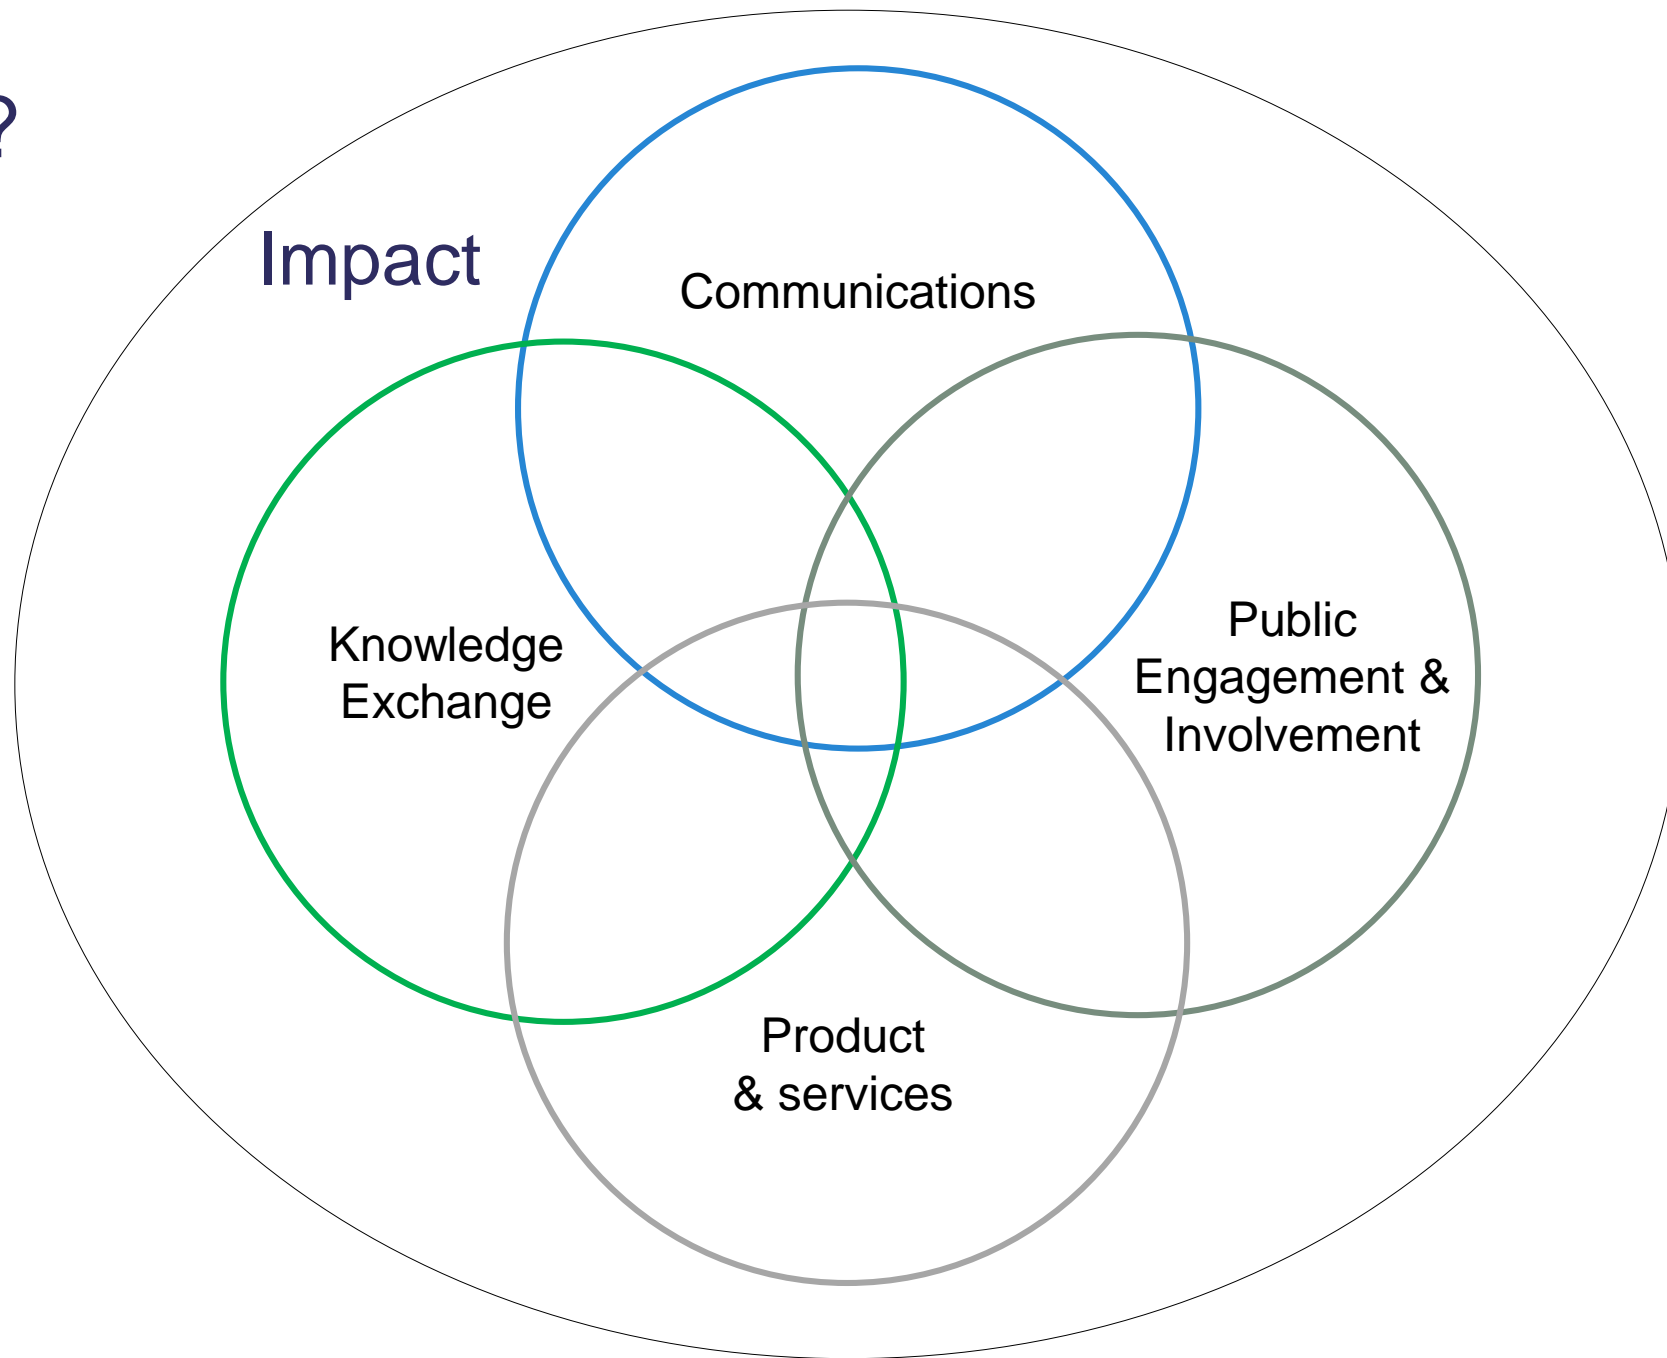 ?
Impact
Communications
Knowledge
Exchange
Public
Engagement &
Involvement
Product
& services